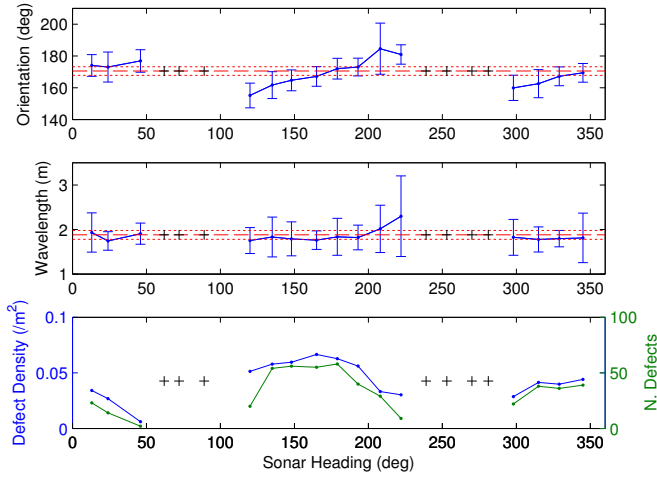 200
180
160
140
Orientation (deg)
0 50 100 150 200 250 300 350
3
2
1
Wavelength (m)
0 50 100 150 200 250 300 350
0.1
0.05
0
Defect Density (/m²)
100
50
0
N. Defects
0 50 100 150 200 250 300 350
Sonar Heading (deg)